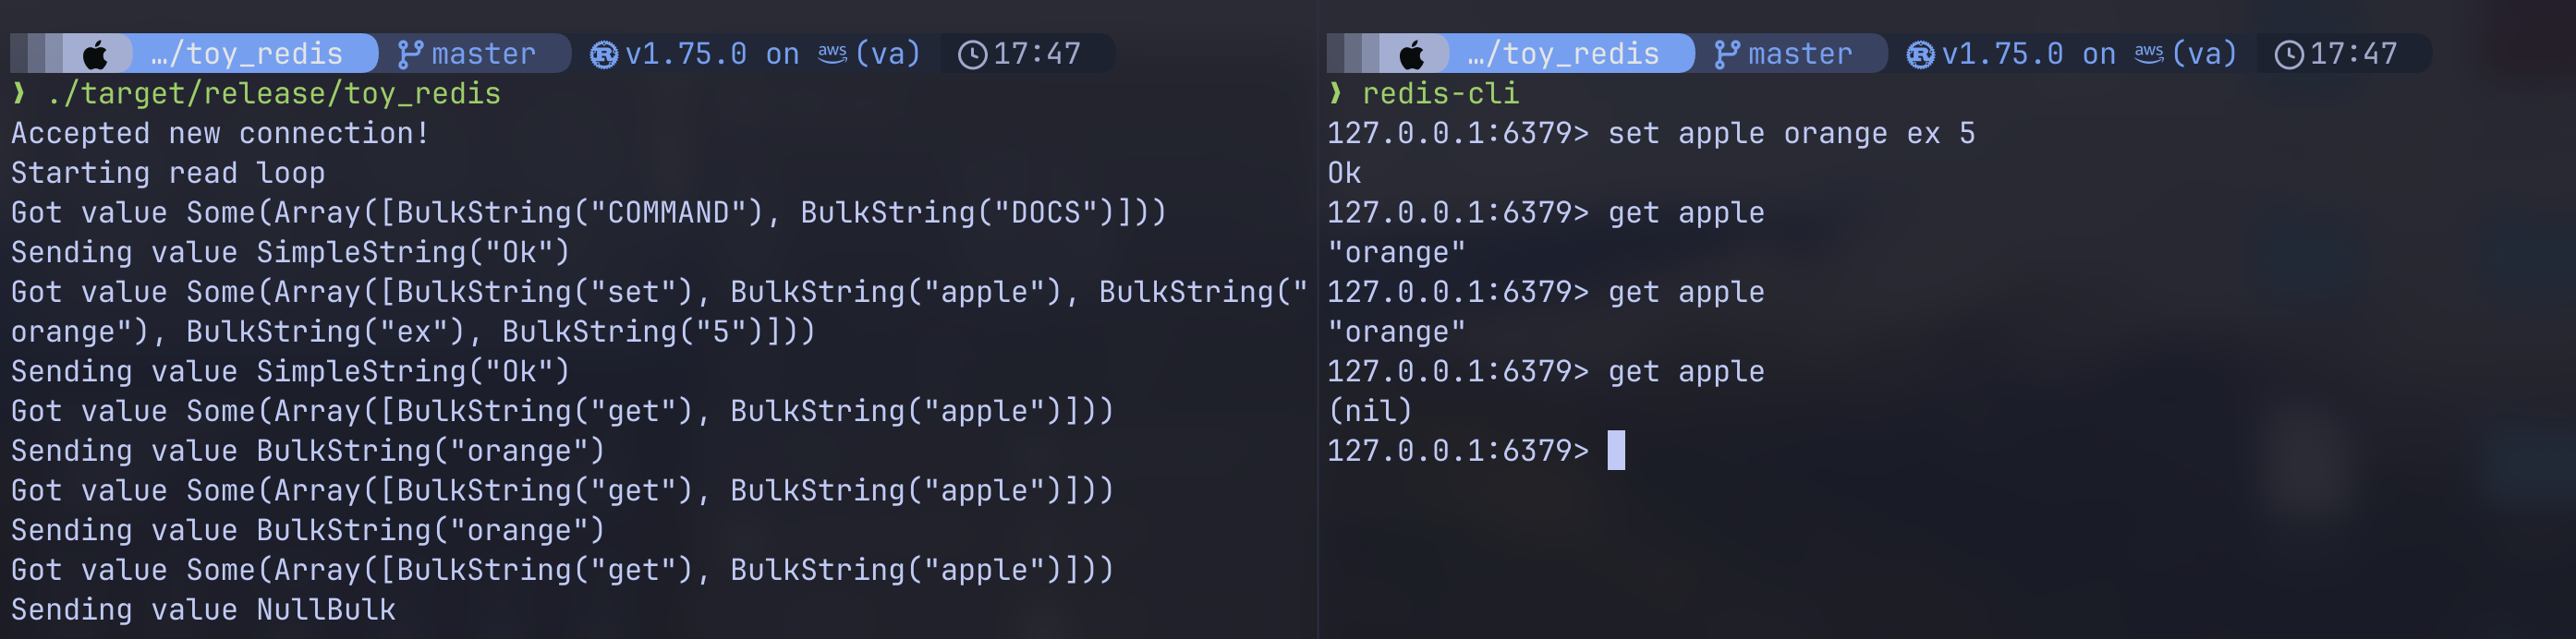 …/toy_redis master v1.75.0 on aws (va) 17:47
❯ ./target/release/toy_redis
Accepted new connection!
Starting read loop
Got value Some(Array([BulkString("COMMAND"), BulkString("DOCS")]))
Sending value SimpleString("Ok")
Got value Some(Array([BulkString("set"), BulkString("apple"), BulkString("
orange"), BulkString("ex"), BulkString("5")]))
Sending value SimpleString("Ok")
Got value Some(Array([BulkString("get"), BulkString("apple")]))
Sending value BulkString("orange")
Got value Some(Array([BulkString("get"), BulkString("apple")]))
Sending value BulkString("orange")
Got value Some(Array([BulkString("get"), BulkString("apple")]))
Sending value NullBulk
…/toy_redis master v1.75.0 on aws (va) 17:47
❯ redis-cli
127.0.0.1:6379> set apple orange ex 5
Ok
127.0.0.1:6379> get apple
"orange"
127.0.0.1:6379> get apple
"orange"
127.0.0.1:6379> get apple
(nil)
127.0.0.1:6379>